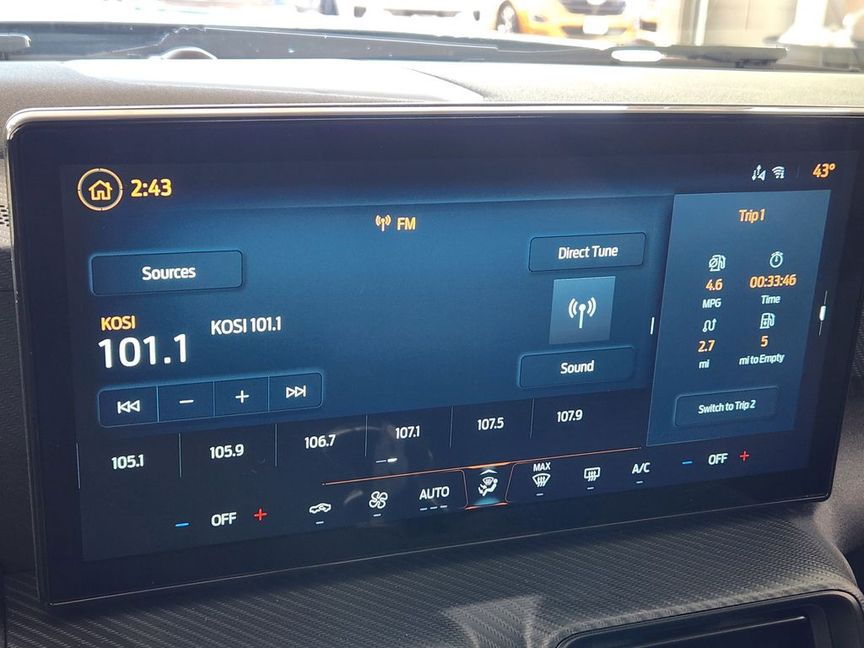 2:43
43°
FM
Sources
Direct Tune
KOSI
101.1
KOSI 101.1
Sound
Trip 1
4.6
MPG
00:33:46
Time
2.7
mi
5
mi to Empty
Switch to Trip 2
105.1
105.9
106.7
107.1
107.5
107.9
OFF
AUTO
MAX
A/C
OFF